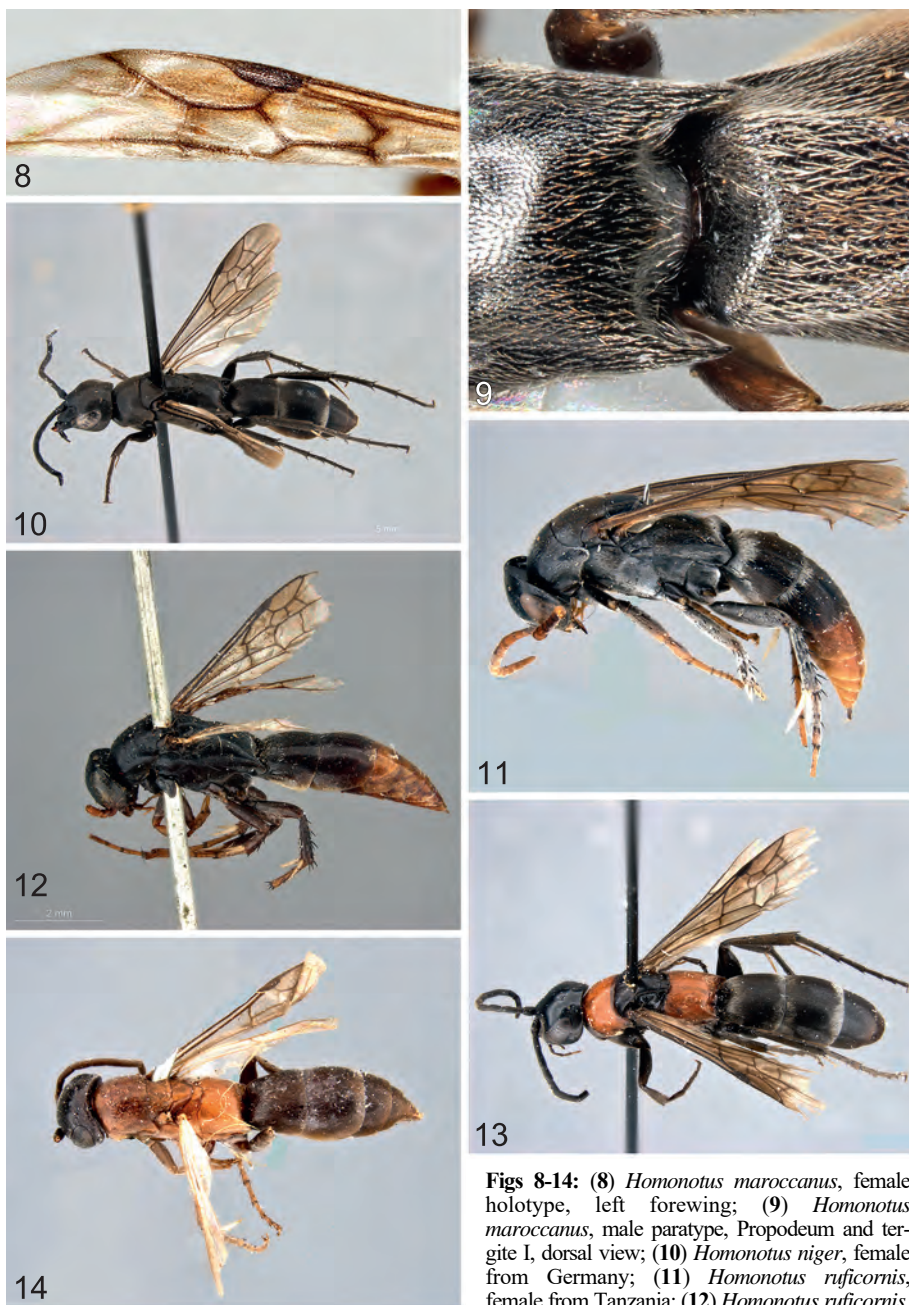 8
9
10
5 mm
11
12
2 mm
13
14
Figs 8-14: (8) Homonotus maroccanus, female
holotype, left forewing; (9) Homonotus
maroccanus, male paratype, Propodeum and ter-
gite I, dorsal view; (10) Homonotus niger, female
from Germany; (11) Homonotus ruficornis,
female from Tanzania; (12) Homonotus ruficornis,